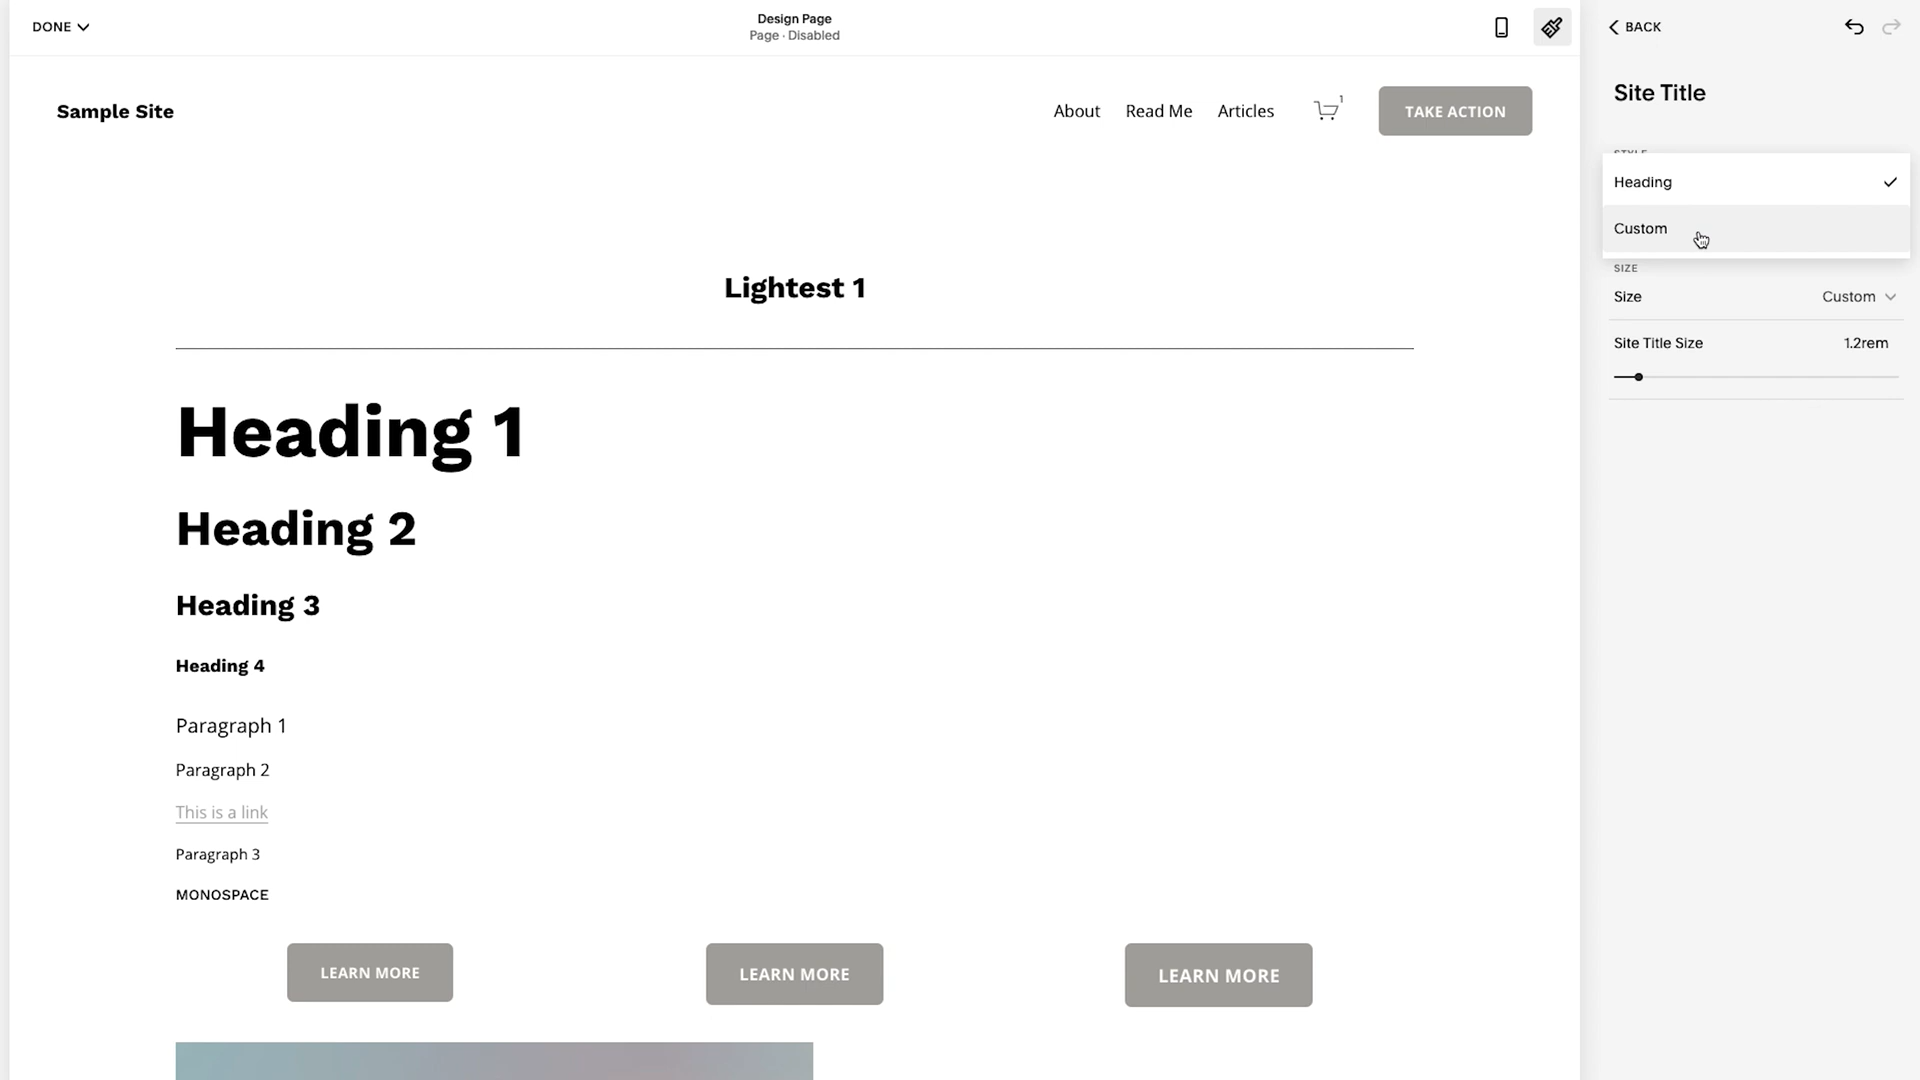 DONE
Design Page
Page · Disabled
BACK
Sample Site
About Read Me Articles
1
TAKE ACTION
Site Title
STYLE
Heading
Custom
SIZE
Size Custom
Site Title Size 1.2rem
Lightest 1
Heading 1
Heading 2
Heading 3
Heading 4
Paragraph 1
Paragraph 2
This is a link
Paragraph 3
MONOSPACE
LEARN MORE LEARN MORE LEARN MORE